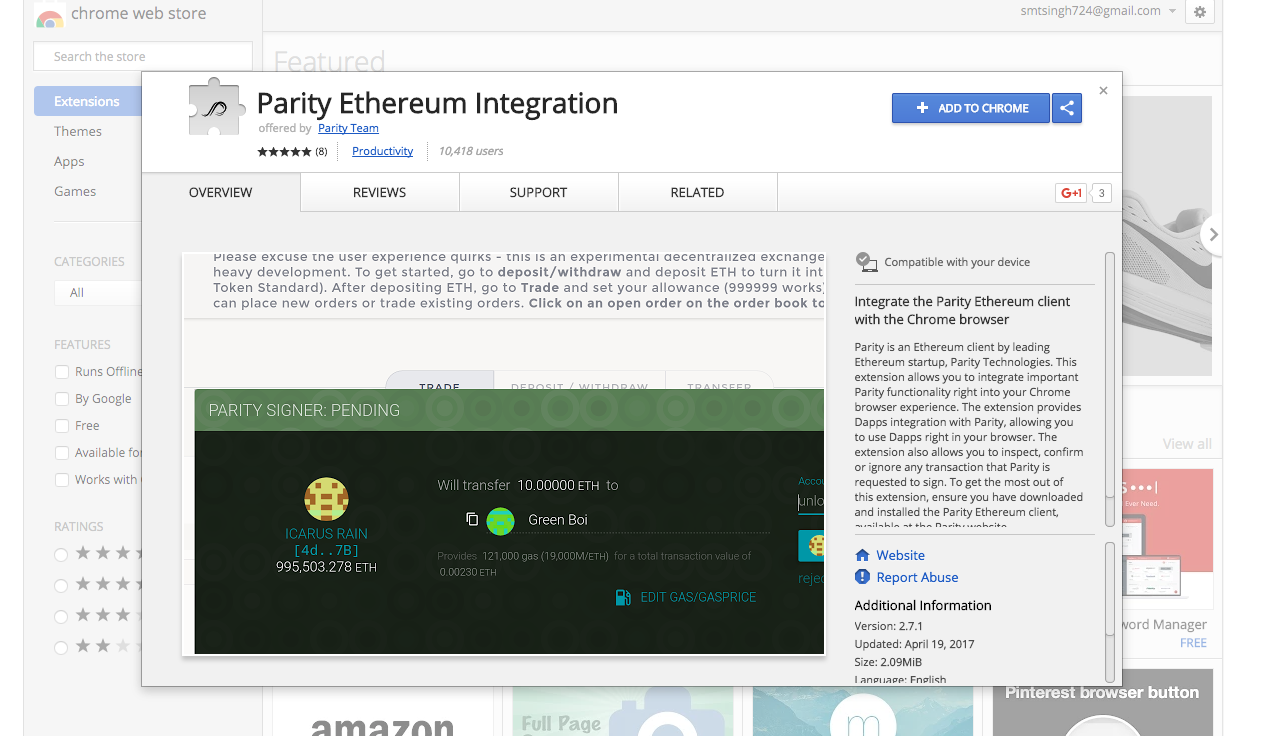 chrome web store
smtsingh724@gmail.com
Search the store
Featured
Extensions
Themes
Apps
Games
CATEGORIES
All
FEATURES
Runs Offline
By Google
Free
Available for
Works with
RATINGS
Parity Ethereum Integration
offered by Parity Team
(8) Productivity 10,418 users
ADD TO CHROME
OVERVIEW REVIEWS SUPPORT RELATED
G+1 3
Please excuse the user experience quirks - this is an experimental decentralized exchange
heavy development. To get started, go to deposit/withdraw and deposit ETH to turn it int
Token Standard). After depositing ETH, go to Trade and set your allowance (999999 works)
can place new orders or trade existing orders. Click on an open order on the order book to
TRADE DEPOSIT / WITHDRAW TRANSFER
PARITY SIGNER: PENDING
ICARUS RAIN
[4d..7B]
995,503.278 ETH
Will transfer 10.00000 ETH to
Green Boi
Provides 121,000 gas (19,000M/ETH) for a total transaction value of
0.00230 ETH
EDIT GAS/GASPRICE
Accou
unlo
rejec
Compatible with your device
Integrate the Parity Ethereum client
with the Chrome browser
Parity is an Ethereum client by leading
Ethereum startup, Parity Technologies. This
extension allows you to integrate important
Parity functionality right into your Chrome
browser experience. The extension provides
Dapps integration with Parity, allowing you
to use Dapps right in your browser. The
extension also allows you to inspect, confirm
or ignore any transaction that Parity is
requested to sign. To get the most out of
this extension, ensure you have downloaded
and installed the Parity Ethereum client,
available at the Parity website.
Website
Report Abuse
Additional Information
Version: 2.7.1
Updated: April 19, 2017
Size: 2.09MiB
Language: English
View all
Ever Need.
word Manager
FREE
amazon
Full Page
m
Pinterest browser button